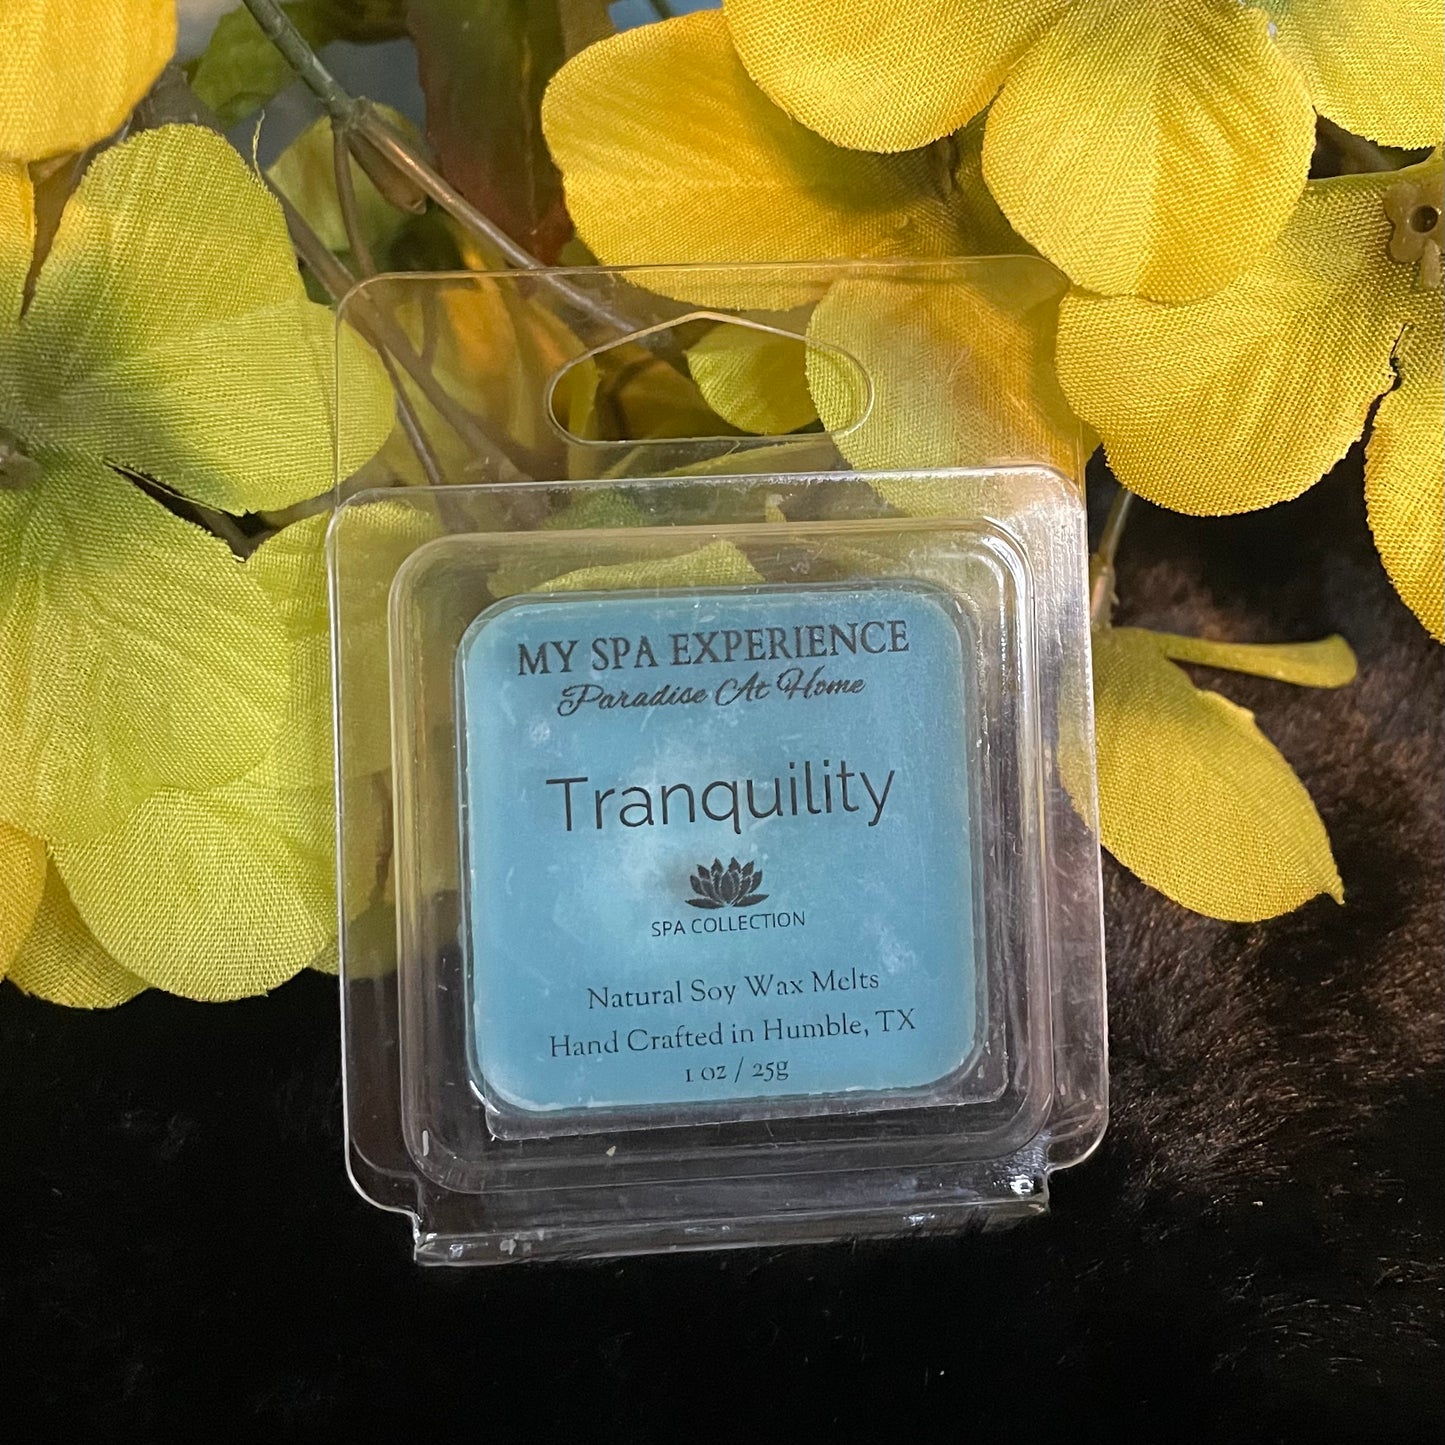 MY SPA EXPERIENCE
Paradise At Home
Tranquility
SPA COLLECTION
Natural Soy Wax Melts
Hand Crafted in Humble, TX
1 oz / 25g